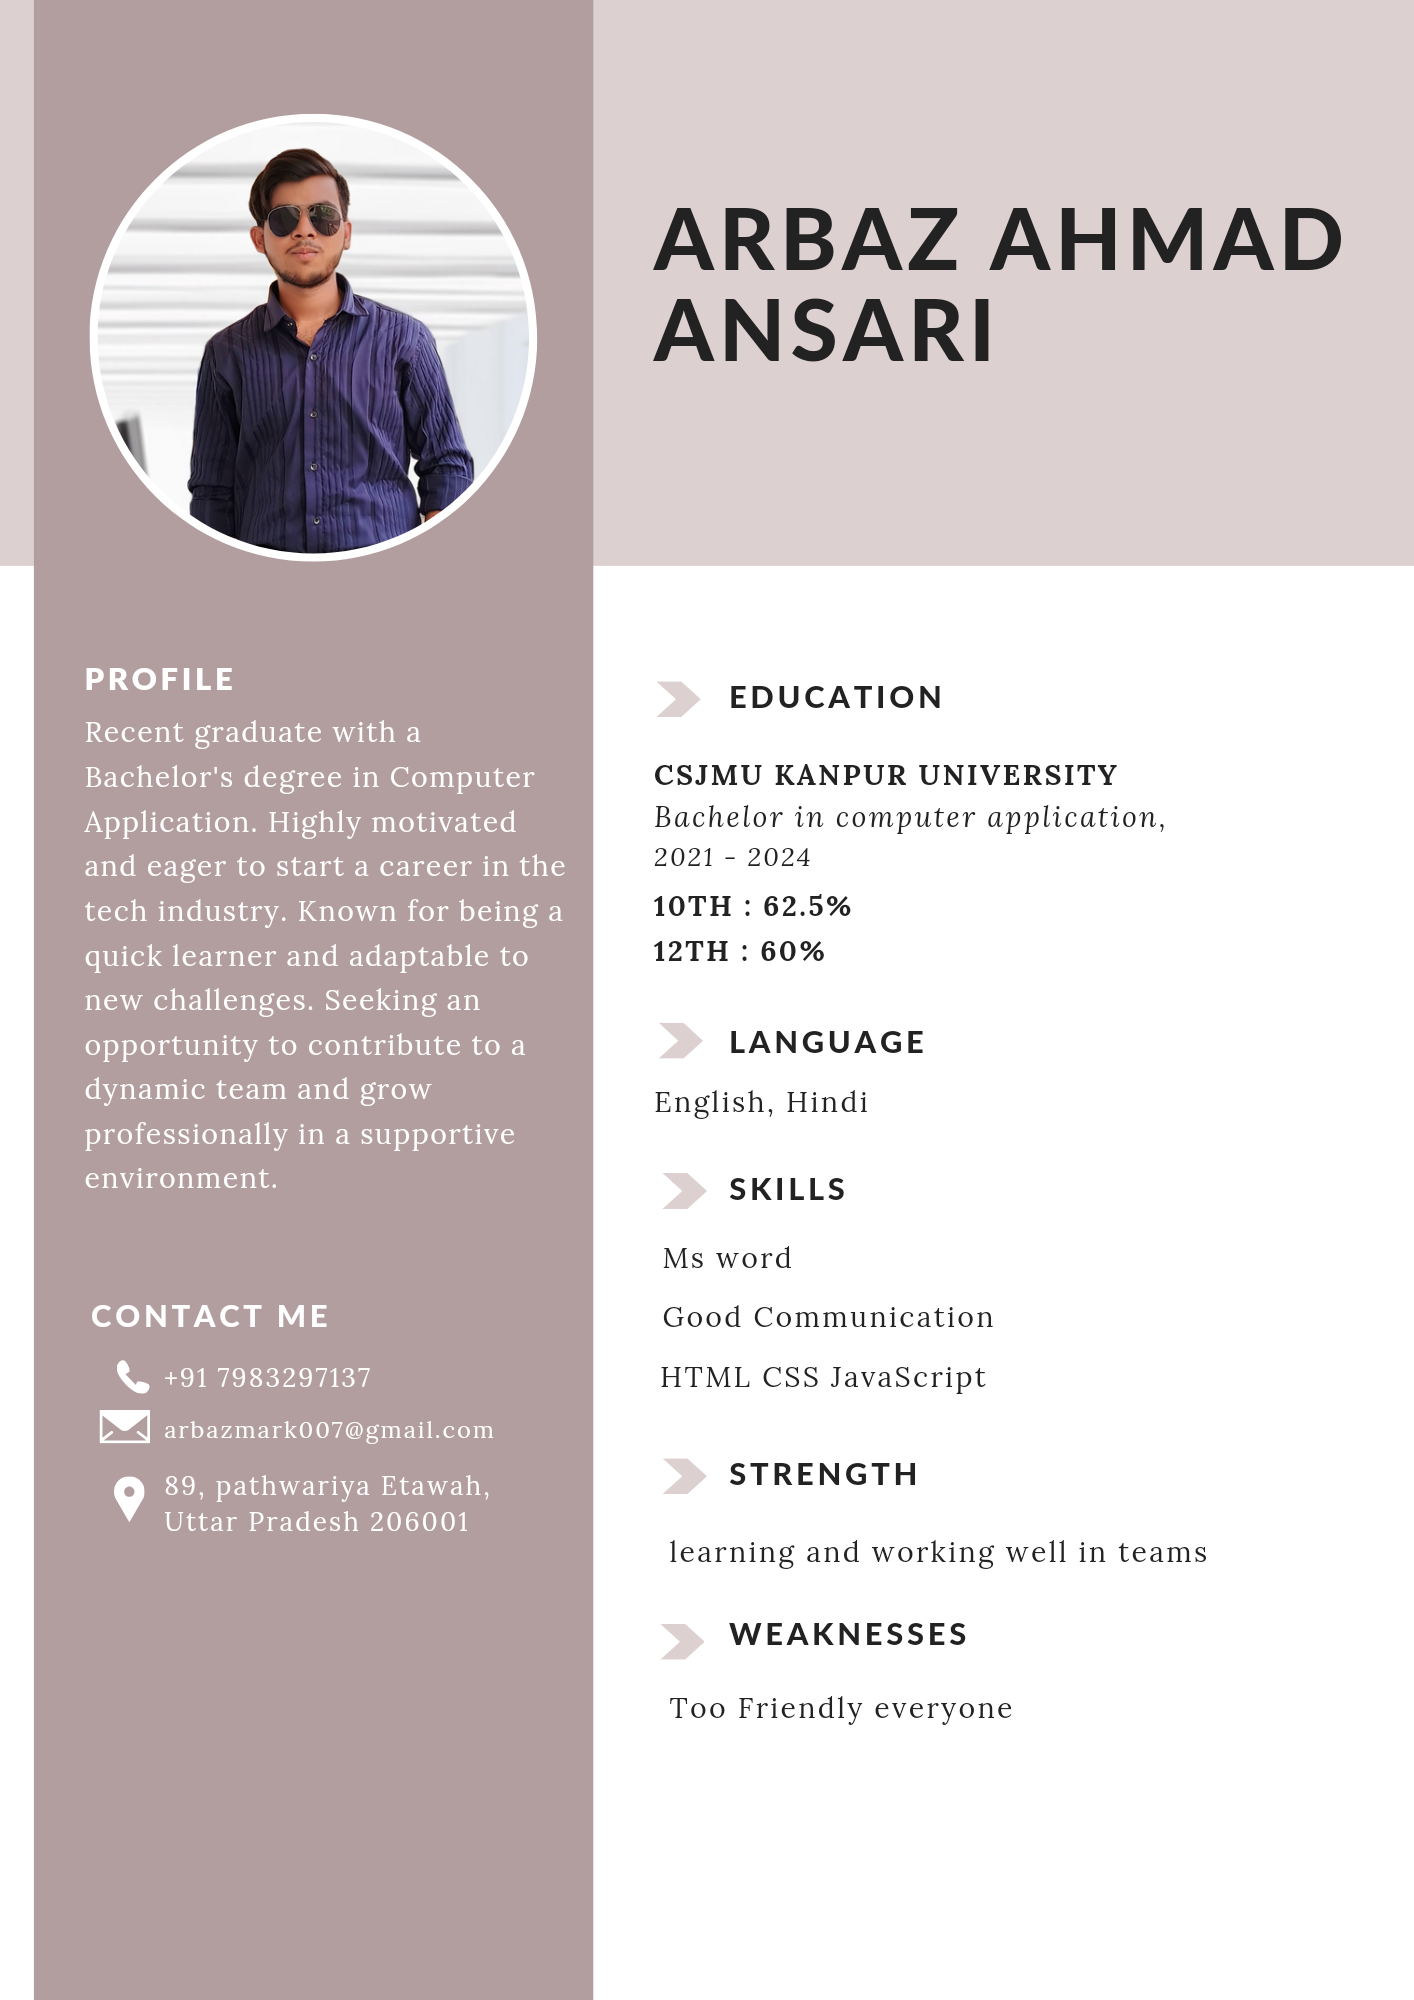 ARBAZ AHMAD
ANSARI
PROFILE
Recent graduate with a
Bachelor's degree in Computer
Application. Highly motivated
and eager to start a career in the
tech industry. Known for being a
quick learner and adaptable to
new challenges. Seeking an
opportunity to contribute to a
dynamic team and grow
professionally in a supportive
environment.
CONTACT ME
+91 7983297137
arbazmark007@gmail.com
89, pathwariya Etawah,
Uttar Pradesh 206001
EDUCATION
CSJMU KANPUR UNIVERSITY
Bachelor in computer application,
2021 - 2024
10TH : 62.5%
12TH : 60%
LANGUAGE
English, Hindi
SKILLS
Ms word
Good Communication
HTML CSS JavaScript
STRENGTH
learning and working well in teams
WEAKNESSES
Too Friendly everyone